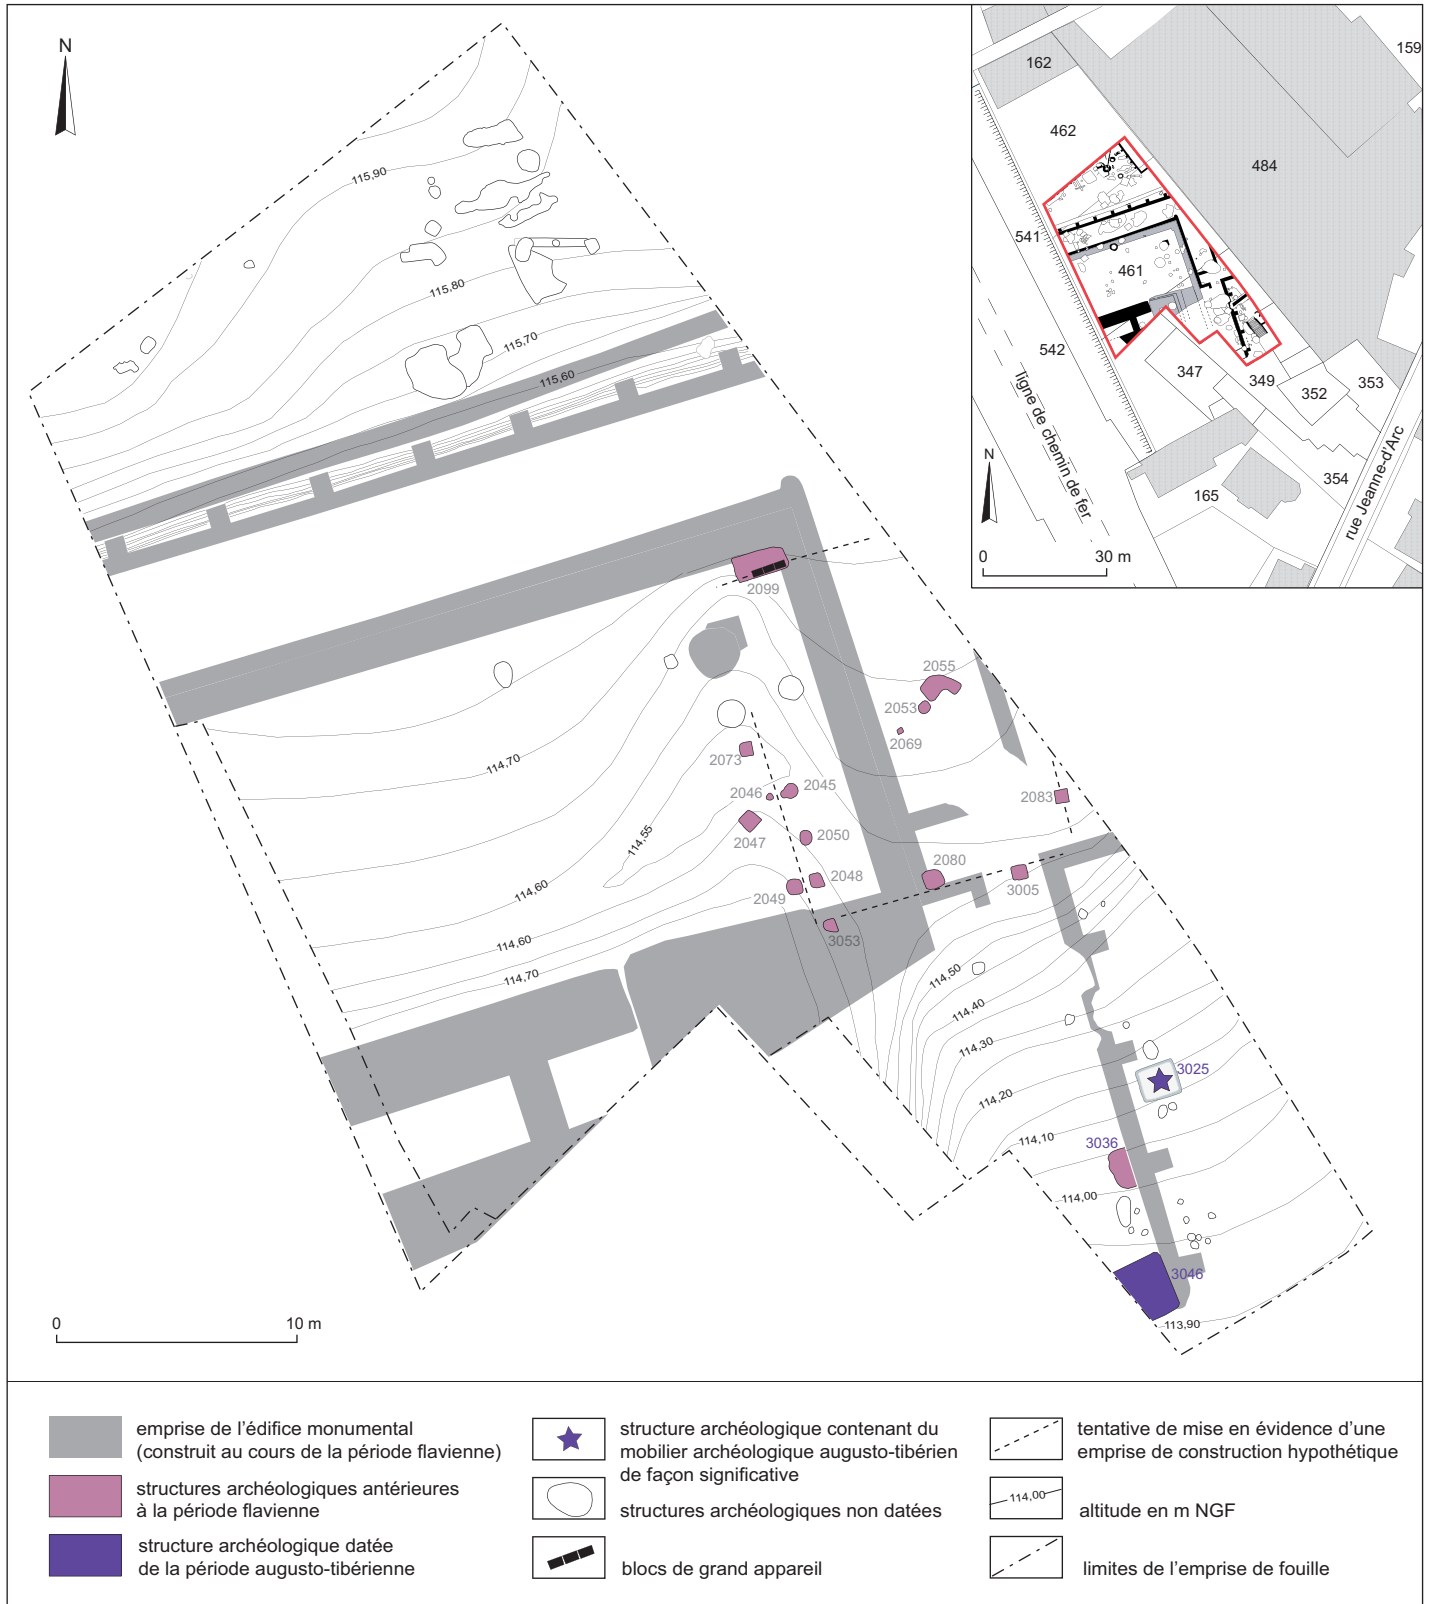 N
115,90
115,80
115,70
115,60
2099
2055
2053
2069
2073
2046
2045
2047
2050
2048
2049
3053
2080
2083
3005
114,70
114,55
114,60
114,60
114,70
114,50
114,40
114,30
114,20
114,10
114,00
113,90
3025
3036
3046
0 10 m
162
159
462
484
541
461
542
347
349
352
353
354
165
ligne de chemin de fer
rue Jeanne-d'Arc
N
0 30 m
emprise de l'édifice monumental
(construit au cours de la période flavienne)
structures archéologiques antérieures
à la période flavienne
structure archéologique datée
de la période augusto-tibérienne
structure archéologique contenant du
mobilier archéologique augusto-tibérien
de façon significative
structures archéologiques non datées
blocs de grand appareil
tentative de mise en évidence d'une
emprise de construction hypothétique
114,00
altitude en m NGF
limites de l'emprise de fouille